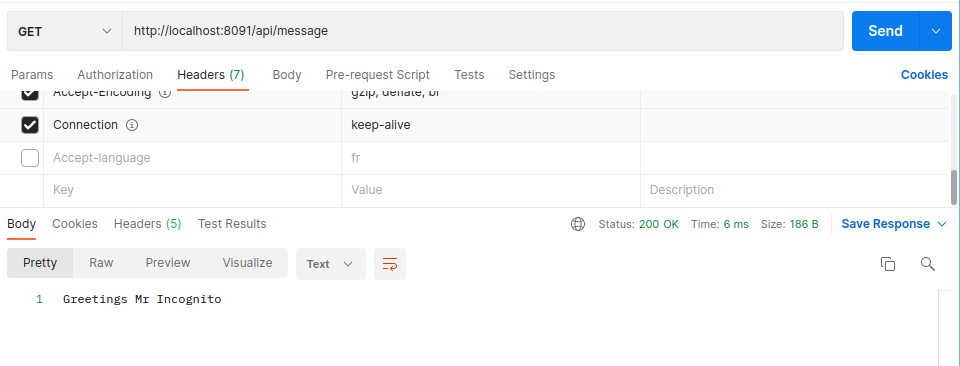 GET http://localhost:8091/api/message Send
Params Authorization Headers (7) Body Pre-request Script Tests Settings Cookies
Accept-Encoding gzip, deflate, br
Connection keep-alive
Accept-language fr
Key Value Description
Body Cookies Headers (5) Test Results Status: 200 OK Time: 6 ms Size: 186 B Save Response
Pretty Raw Preview Visualize Text
1 Greetings Mr Incognito